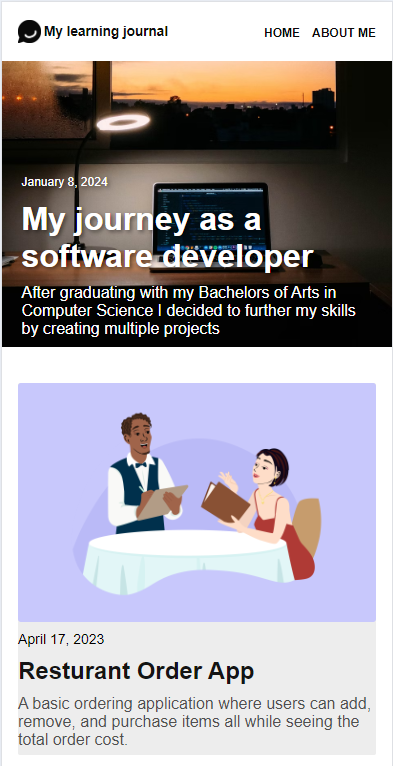 My learning journal
HOME ABOUT ME
January 8, 2024
My journey as a
software developer
After graduating with my Bachelors of Arts in
Computer Science I decided to further my skills
by creating multiple projects
April 17, 2023
Resturant Order App
A basic ordering application where users can add,
remove, and purchase items all while seeing the
total order cost.